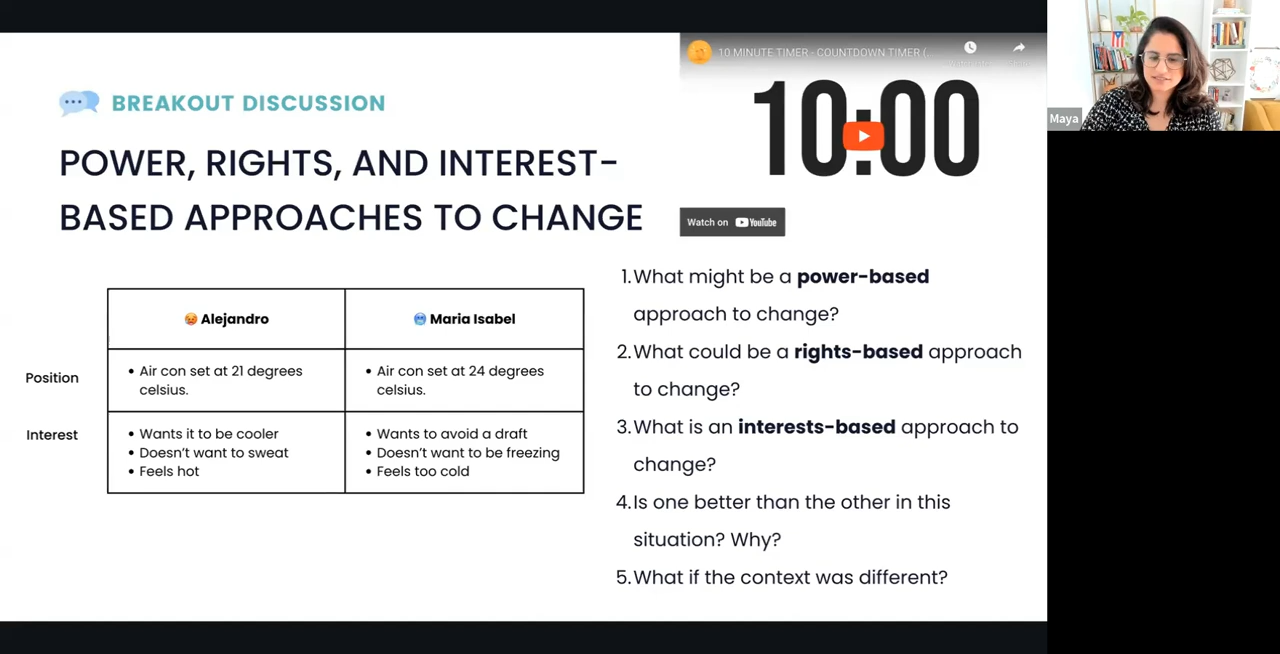 BREAKOUT DISCUSSION
POWER, RIGHTS, AND INTEREST-
BASED APPROACHES TO CHANGE
10 MINUTE TIMER - COUNTDOWN TIMER (...
10:00
Watch on YouTube
Maya
Alejandro
Maria Isabel
Position
• Air con set at 21 degrees
celsius.
• Air con set at 24 degrees
celsius.
Interest
• Wants it to be cooler
• Doesn't want to sweat
• Feels hot
• Wants to avoid a draft
• Doesn't want to be freezing
• Feels too cold
1. What might be a power-based
approach to change?
2. What could be a rights-based approach
to change?
3. What is an interests-based approach to
change?
4. Is one better than the other in this
situation? Why?
5. What if the context was different?